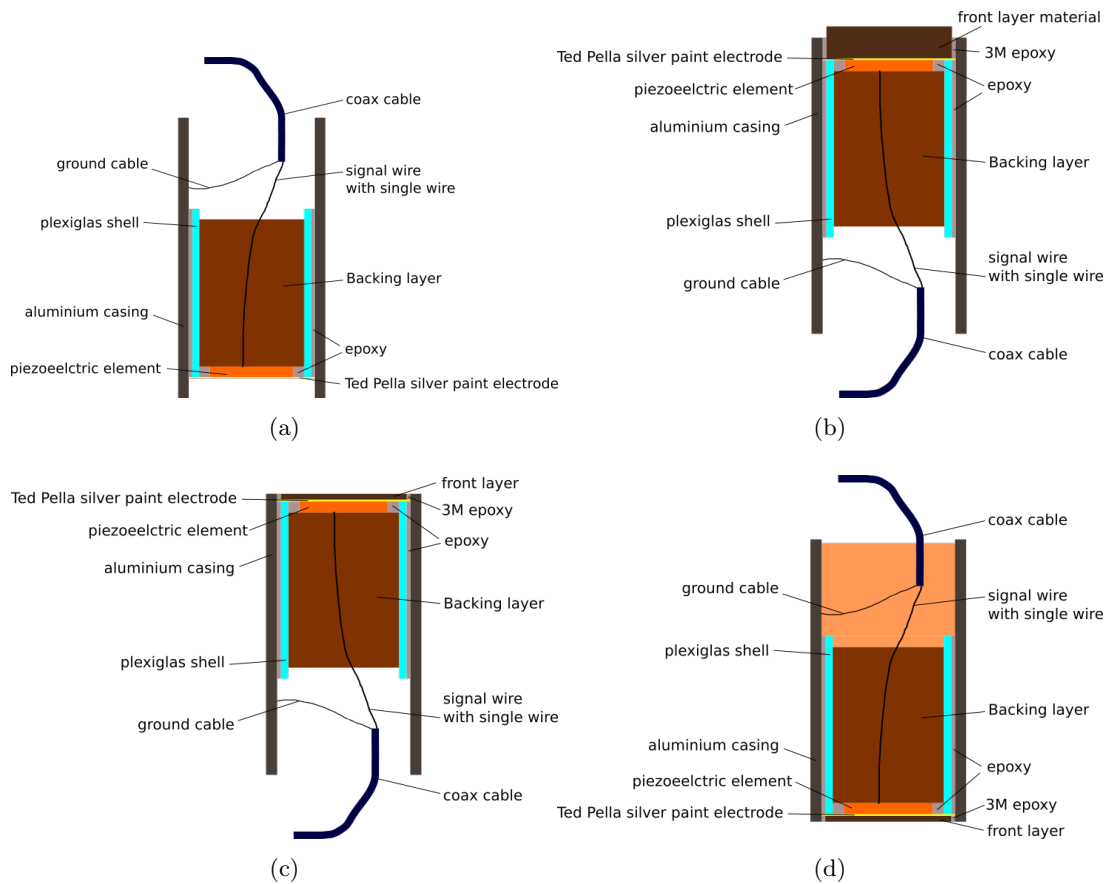 coax cable
ground cable
signal wire
with single wire
plexiglas shell
Backing layer
aluminium casing
epoxy
piezoeelctric element
Ted Pella silver paint electrode
(a)
front layer material
3M epoxy
Ted Pella silver paint electrode
piezoeelctric element
epoxy
aluminium casing
Backing layer
plexiglas shell
signal wire
with single wire
ground cable
coax cable
(b)
front layer
Ted Pella silver paint electrode
3M epoxy
piezoeelctric element
epoxy
aluminium casing
Backing layer
plexiglas shell
signal wire
with single wire
ground cable
coax cable
(c)
coax cable
ground cable
signal wire
with single wire
plexiglas shell
Backing layer
aluminium casing
epoxy
piezoeelctric element
3M epoxy
Ted Pella silver paint electrode
front layer
(d)